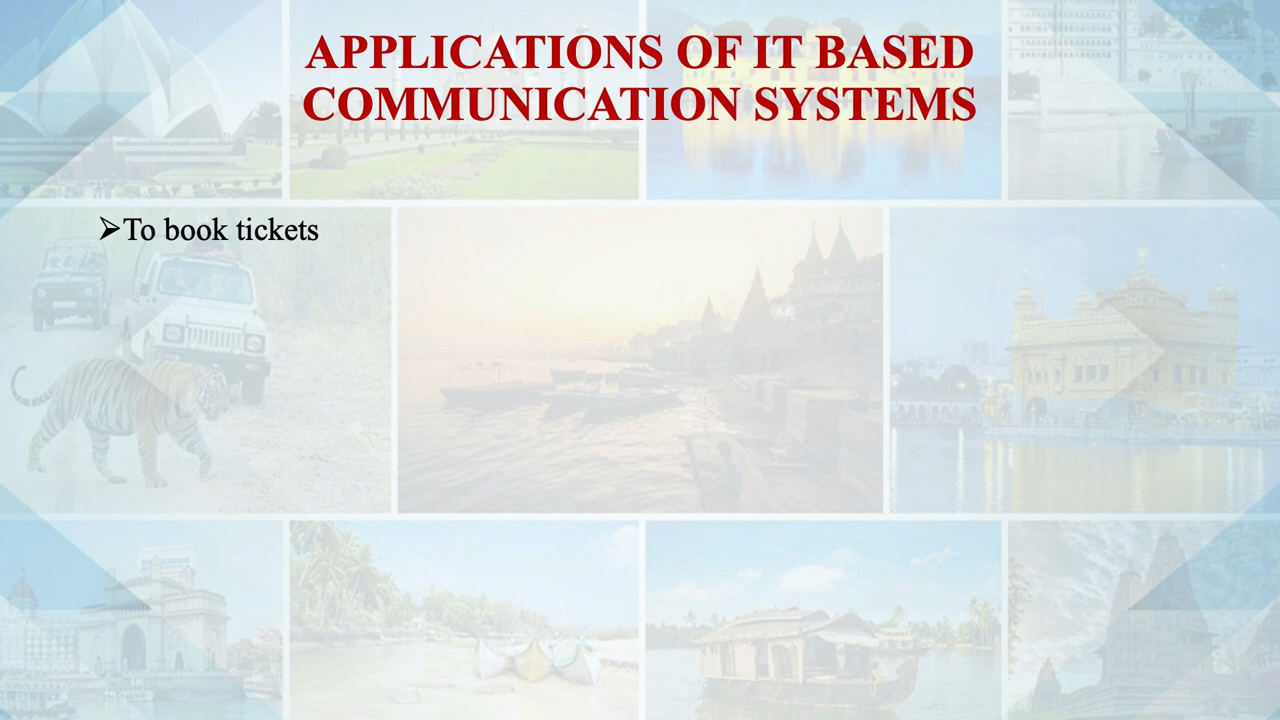 APPLICATIONS OF IT BASED
COMMUNICATION SYSTEMS
➢To book tickets